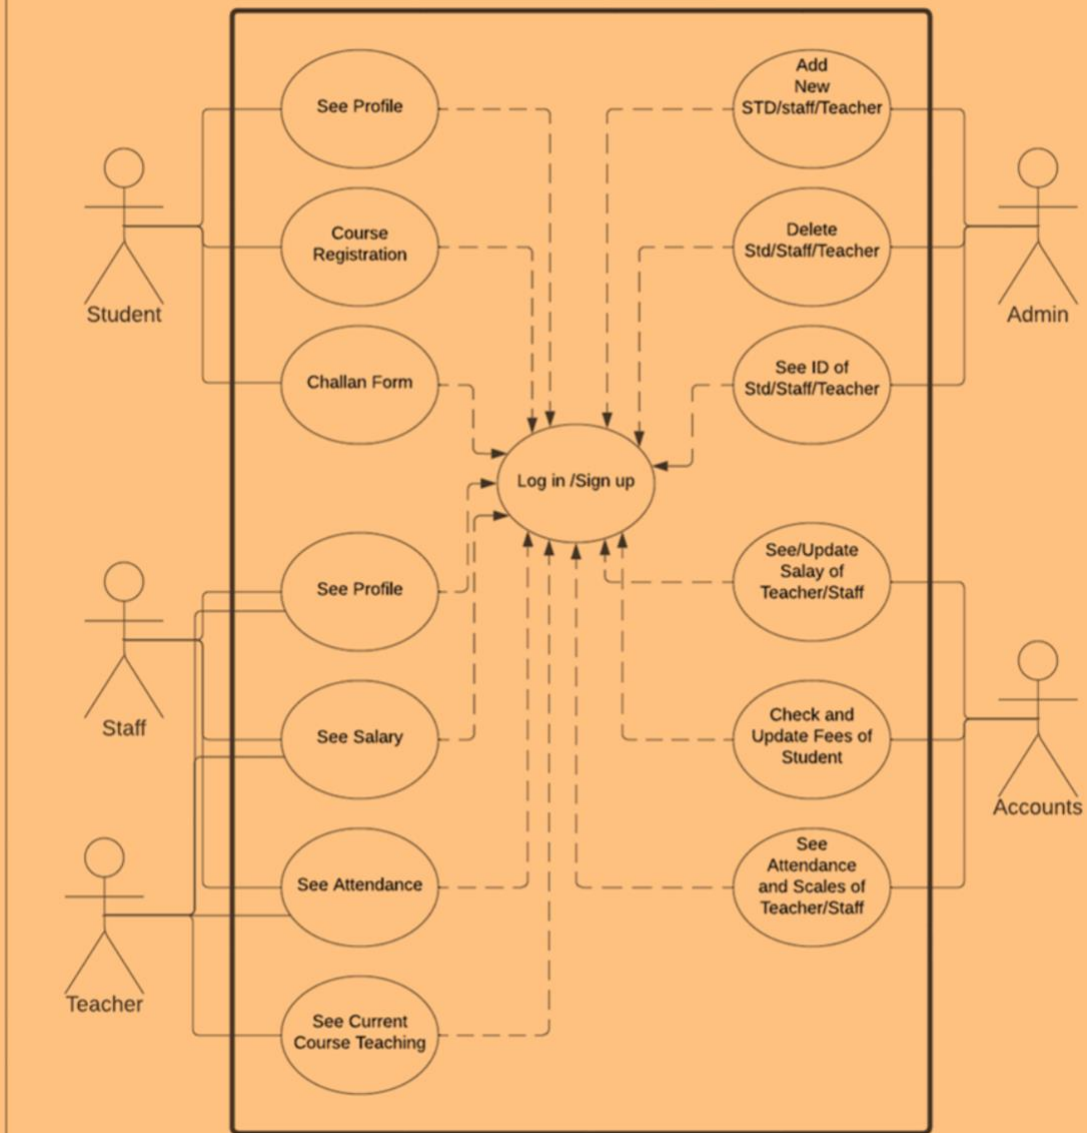 See Profile
Course
Registration
Challan Form
Student
Add
New
STD/staff/Teacher
Delete
Std/Staff/Teacher
See ID of
Std/Staff/Teacher
Admin
Log in /Sign up
See Profile
See Salary
See Attendance
See Current
Course Teaching
Staff
Teacher
See/Update
Salay of
Teacher/Staff
Check and
Update Fees of
Student
See
Attendance
and Scales of
Teacher/Staff
Accounts